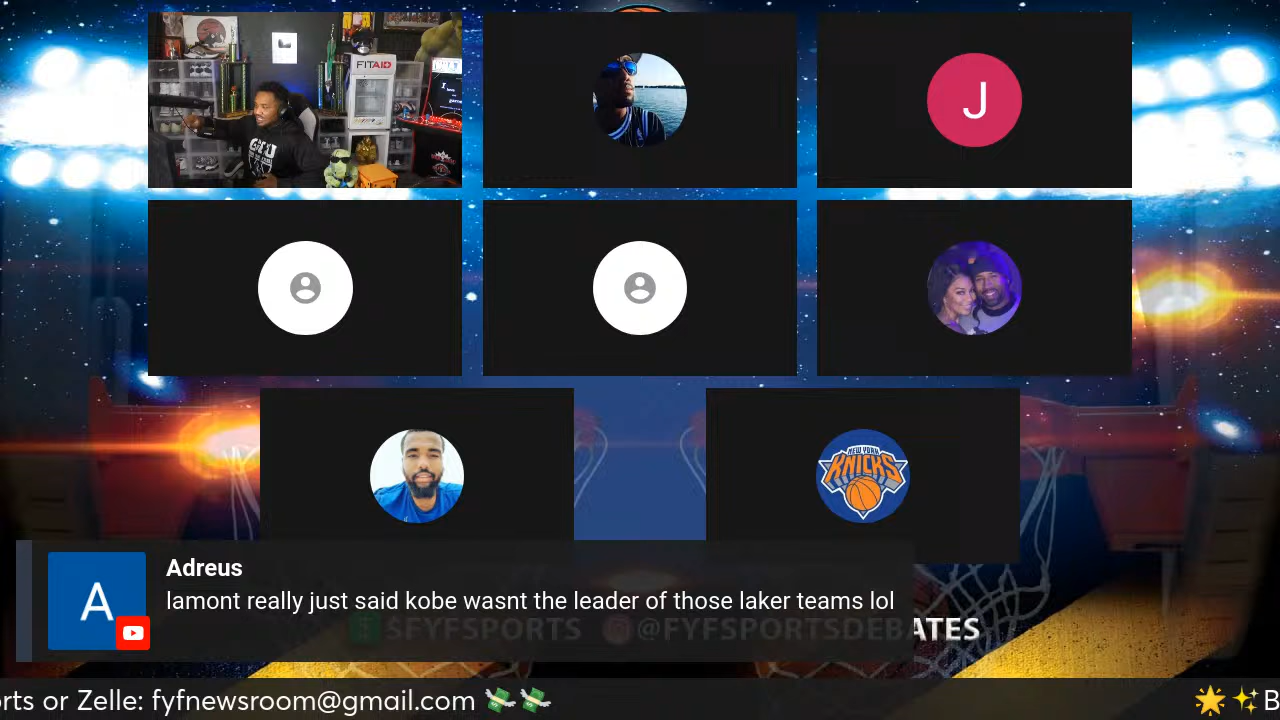 FITAID
J
NEW YORK
KNICKS
A
Adreus
lamont really just said kobe wasnt the leader of those laker teams lol
$FYFSPORTS @FYFSPORTSDEBATES
orts or Zelle: fyfnewsroom@gmail.com 💸💸 🌟✨B